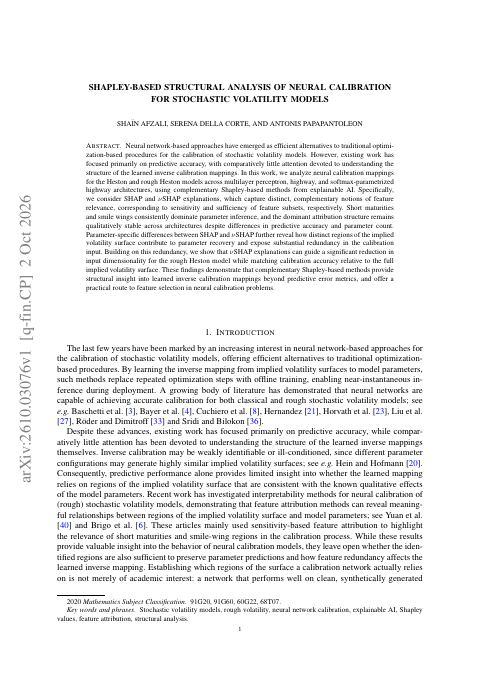 SHAPLEY-BASED STRUCTURAL ANALYSIS OF NEURAL CALIBRATION
FOR STOCHASTIC VOLATILITY MODELS
SHAÏN AFZALI, SERENA DELLA CORTE, AND ANTONIS PAPAPANTOLEON
ABSTRACT. Neural network-based approaches have emerged as efficient alternatives to traditional optimi-
zation-based procedures for the calibration of stochastic volatility models. However, existing work has
focused primarily on predictive accuracy, with comparatively little attention devoted to understanding the
structure of the learned inverse calibration mappings. In this work, we analyze neural calibration mappings
for the Heston and rough Heston models across multilayer perceptron, highway, and softmax-parametrized
highway architectures, using complementary Shapley-based methods from explainable AI. Specifically,
we consider SHAP and νSHAP explanations, which capture distinct, complementary notions of feature
relevance, corresponding to sensitivity and sufficiency of feature subsets, respectively. Short maturities
and smile wings consistently dominate parameter inference, and the dominant attribution structure remains
qualitatively stable across architectures despite differences in predictive accuracy and parameter count.
Parameter-specific differences between SHAP and νSHAP further reveal how distinct regions of the implied
volatility surface contribute to parameter recovery and expose substantial redundancy in the calibration
input. Building on this redundancy, we show that νSHAP explanations can guide a significant reduction in
input dimensionality for the rough Heston model while matching calibration accuracy relative to the full
implied volatility surface. These findings demonstrate that complementary Shapley-based methods provide
structural insight into learned inverse calibration mappings beyond predictive error metrics, and offer a
practical route to feature selection in neural calibration problems.
1. INTRODUCTION
The last few years have been marked by an increasing interest in neural network-based approaches for
the calibration of stochastic volatility models, offering efficient alternatives to traditional optimization-
based procedures. By learning the inverse mapping from implied volatility surfaces to model parameters,
such methods replace repeated optimization steps with offline training, enabling near-instantaneous in-
ference during deployment. A growing body of literature has demonstrated that neural networks are
capable of achieving accurate calibration for both classical and rough stochastic volatility models; see
e.g. Baschetti et al. [3], Bayer et al. [4], Cuchiero et al. [8], Hernandez [21], Horvath et al. [23], Liu et al.
[27], Röder and Dimitroff [33] and Sridi and Bilokon [36].
Despite these advances, existing work has focused primarily on predictive accuracy, while compar-
atively little attention has been devoted to understanding the structure of the learned inverse mappings
themselves. Inverse calibration may be weakly identifiable or ill-conditioned, since different parameter
configurations may generate highly similar implied volatility surfaces; see e.g. Hein and Hofmann [20].
Consequently, predictive performance alone provides limited insight into whether the learned mapping
relies on regions of the implied volatility surface that are consistent with the known qualitative effects
of the model parameters. Recent work has investigated interpretability methods for neural calibration of
(rough) stochastic volatility models, demonstrating that feature attribution methods can reveal meaning-
ful relationships between regions of the implied volatility surface and model parameters; see Yuan et al.
[40] and Brigo et al. [6]. These articles mainly used sensitivity-based feature attribution to highlight
the relevance of short maturities and smile-wing regions in the calibration process. While these results
provide valuable insight into the behavior of neural calibration models, they leave open whether the iden-
tified regions are also sufficient to preserve parameter predictions and how feature redundancy affects the
learned inverse mapping. Establishing which regions of the surface a calibration network actually relies
on is not merely of academic interest: a network that performs well on clean, synthetically generated
2020 Mathematics Subject Classification. 91G20, 91G60, 60G22, 68T07.
Key words and phrases. Stochastic volatility models, rough volatility, neural network calibration, explainable AI, Shapley
values, feature attribution, structural analysis.
1
arXiv:2610.03076v1 [q-fin.CP] 2 Oct 2026